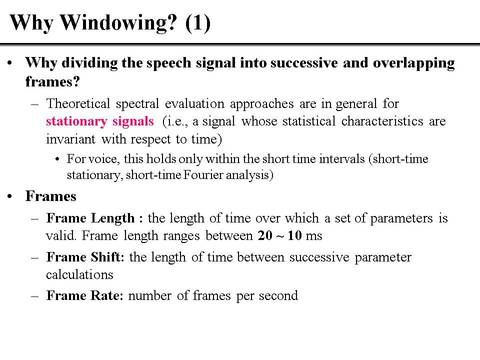 Why Windowing? (1)
• Why dividing the speech signal into successive and overlapping
frames?
– Theoretical spectral evaluation approaches are in general for
stationary signals (i.e., a signal whose statistical characteristics are
invariant with respect to time)
• For voice, this holds only within the short time intervals (short-time
stationary, short-time Fourier analysis)
• Frames
– Frame Length : the length of time over which a set of parameters is
valid. Frame length ranges between 20 ~ 10 ms
– Frame Shift: the length of time between successive parameter
calculations
– Frame Rate: number of frames per second